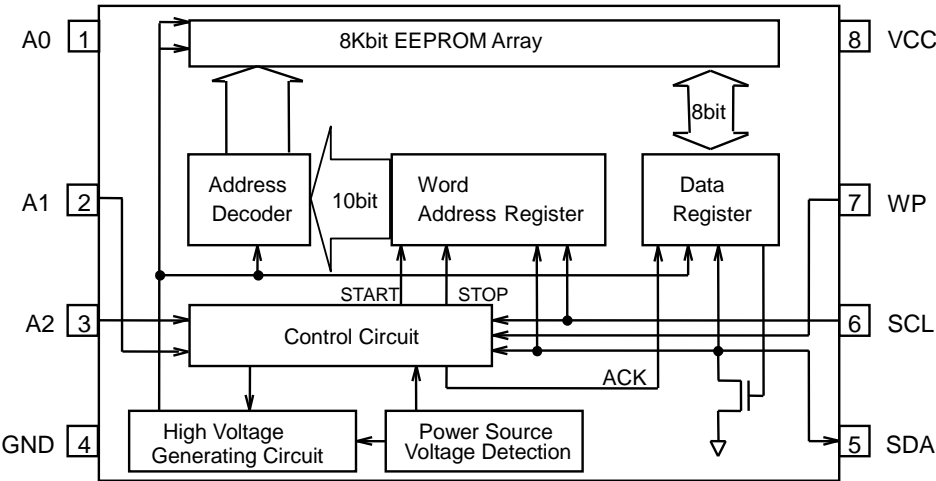 A0
1
8Kbit EEPROM Array
8
VCC
8bit
A1
2
Address
Decoder
10bit
Word
Address Register
Data
Register
7
WP
START
STOP
A2
3
Control Circuit
6
SCL
ACK
GND
4
High Voltage
Generating Circuit
Power Source
Voltage Detection
5
SDA